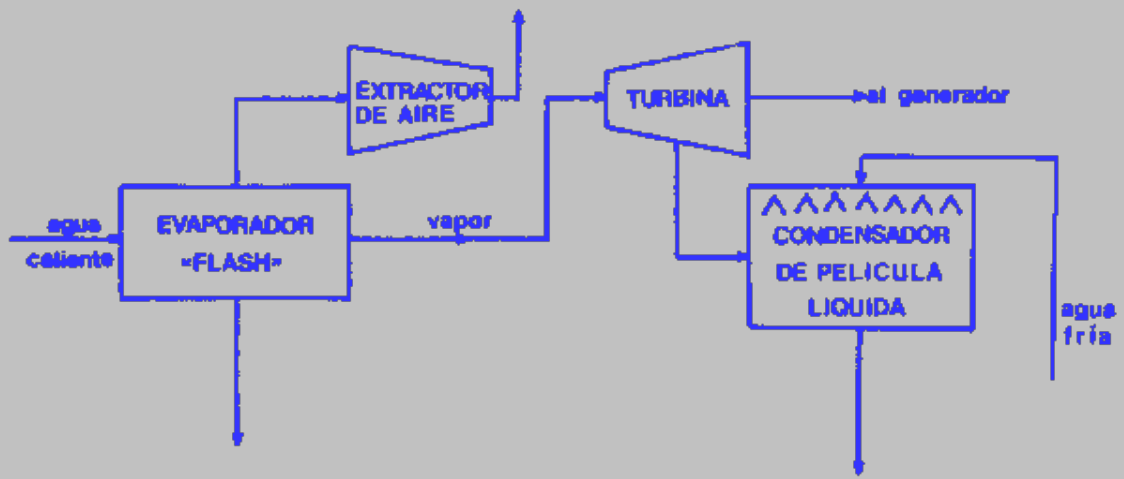 EXTRACTOR
DE AIRE
TURBINA
al generador
agua
caliente
EVAPORADOR
«FLASH»
vapor
CONDENSADOR
DE PELICULA
LIQUIDA
agua
fría